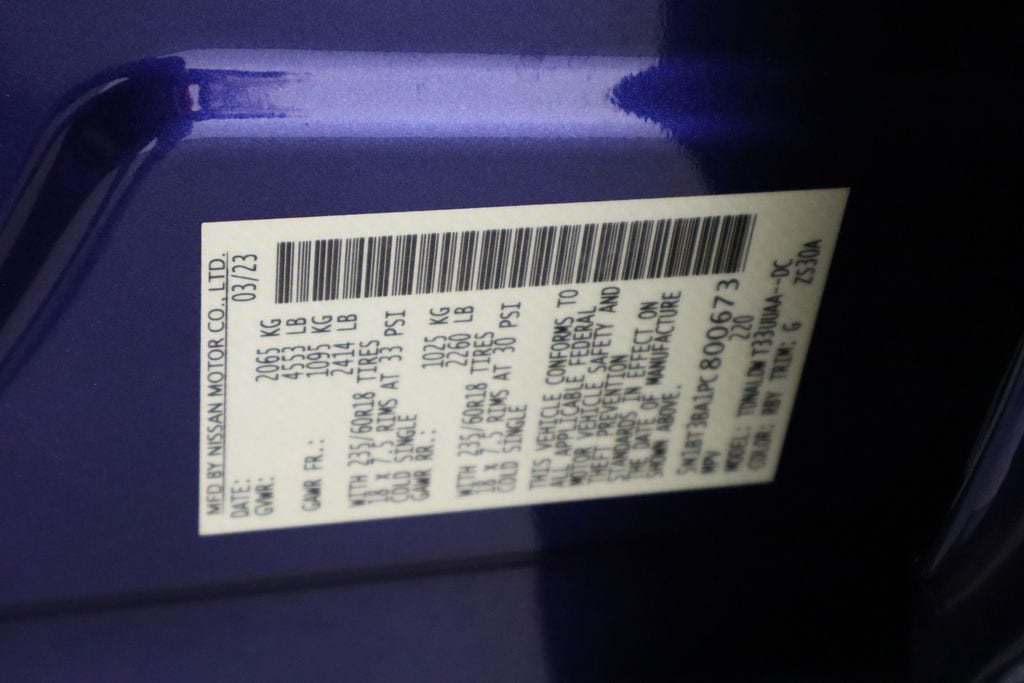 MFD BY NISSAN MOTOR CO., LTD.
DATE: 03/23
GVWR: 2065 KG
4553 LB
GAWR FR.: 1095 KG
2414 LB
WITH 235/60R18 TIRES
18 X 7.5 RIMS AT 33 PSI
COLD SINGLE
GAWR RR.: 1025 KG
2260 LB
WITH 235/60R18 TIRES
18 X 7.5 RIMS AT 30 PSI
COLD SINGLE
THIS VEHICLE CONFORMS TO
ALL APPLICABLE FEDERAL
MOTOR VEHICLE SAFETY AND
THEFT PREVENTION
STANDARDS IN EFFECT ON
THE DATE OF MANUFACTURE
SHOWN ABOVE.
5N1BT3BA1PC800673
MPV 220
MODEL:
COLOR: RBY TRIM: G ZS30A